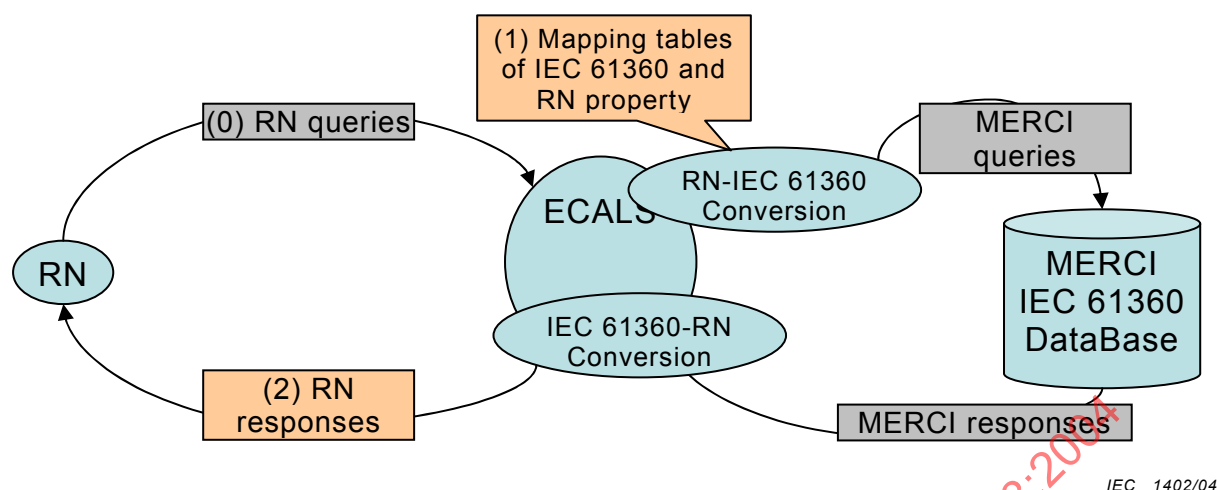 (1) Mapping tables
of IEC 61360 and
RN property
(0) RN queries
MERCI
queries
RN-IEC 61360
Conversion
ECALS
RN
MERCI
IEC 61360
DataBase
IEC 61360-RN
Conversion
(2) RN
responses
MERCI responses
:2004
IEC 1402/04